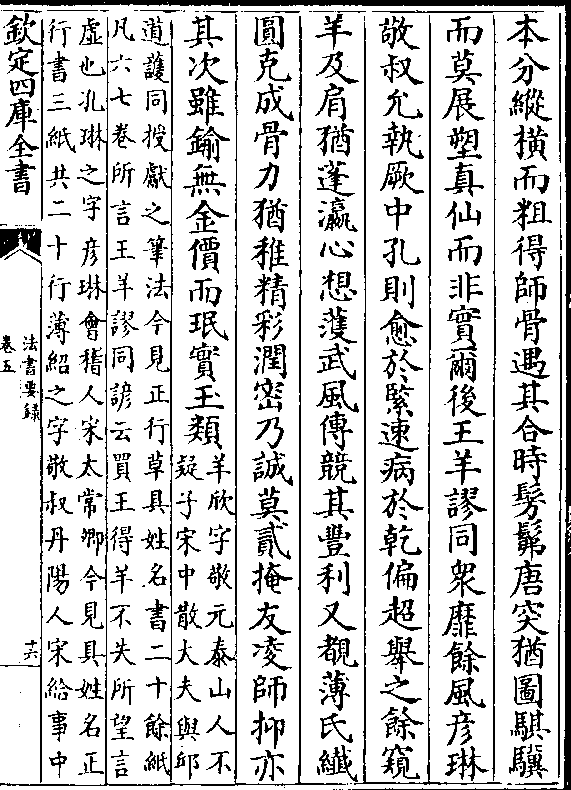 本分縱横而粗得師骨遇其合時髣髴唐突猶圖騏驥
而莫展塑真仙而非實爾後王羊謬同衆靡餘風彦琳
敬叔允執厥中孔則愈於緊速病於乾偏超舉之餘窺
羊及肩猶蓬瀛心想蒦武風傳競其豐利又覩薄氏纎
圓克成骨力猶稚精彩潤密乃誠莫貳掩友凌師抑亦
其次雖鍮無金價而珉實玉類羊欣字敬元泰山人不
疑子宋中散大夫與邱
道護同授獻之筆法今見正行草具姓名書二十餘紙
凡六七卷所言王羊謬同諺云買王得羊不失所望言
虚也孔琳之字彦琳會稽人宋太常卿今見具姓名正
行書三紙共二十行薄紹之字敬叔丹陽人宋給事中
欽定四庫全書
法書要録
卷五
十六